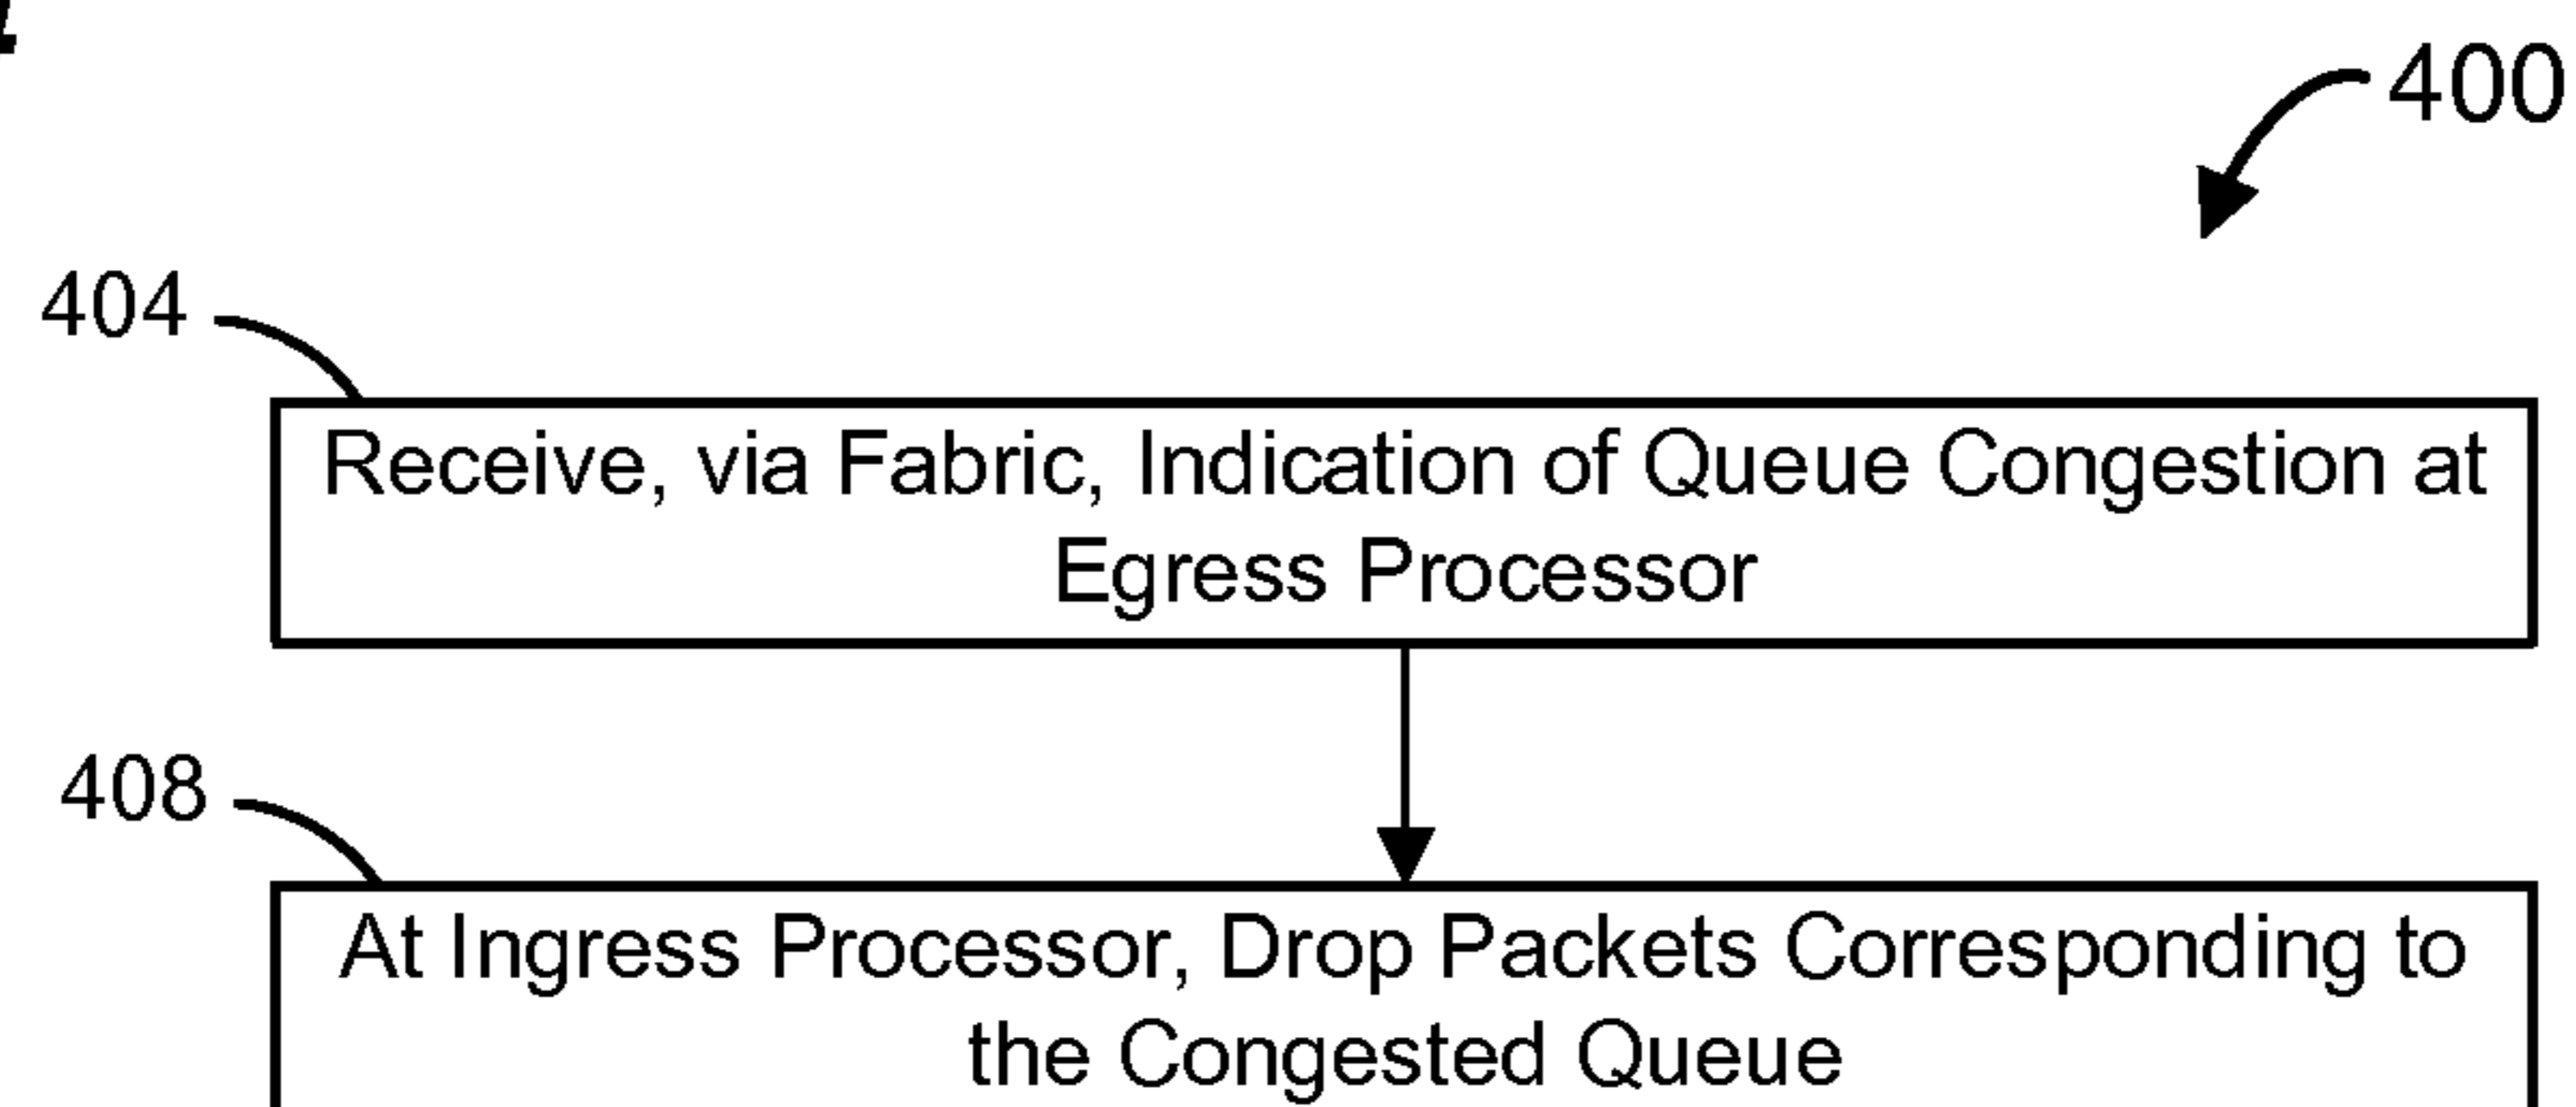 400
404
Receive, via Fabric, Indication of Queue Congestion at
Egress Processor
408
At Ingress Processor, Drop Packets Corresponding to
the Congested Queue